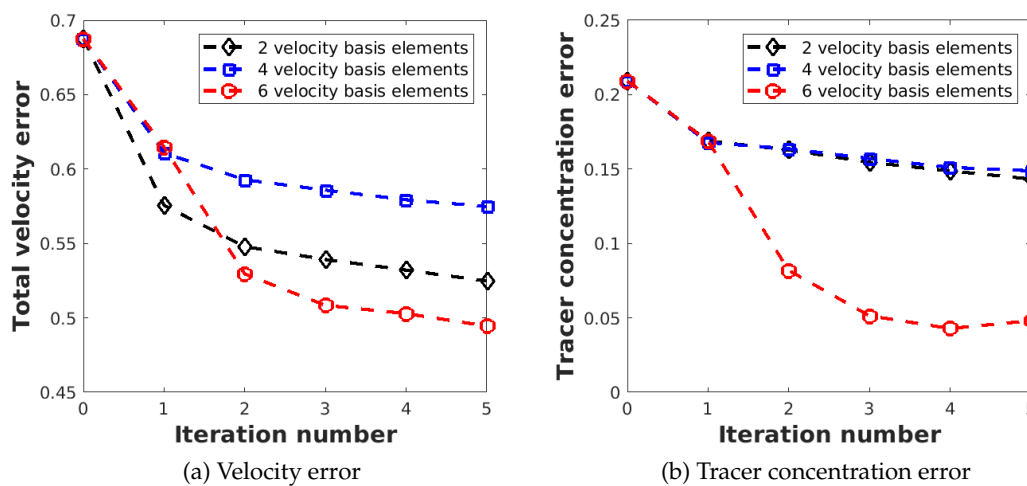 0.7
0.65
0.6
0.55
0.5
0.45
0 1 2 3 4 5
Total velocity error
Iteration number
2 velocity basis elements
4 velocity basis elements
6 velocity basis elements
(a) Velocity error
0.25
0.2
0.15
0.1
0.05
0
0 1 2 3 4
Tracer concentration error
Iteration number
2 velocity basis elements
4 velocity basis elements
6 velocity basis elements
(b) Tracer concentration error